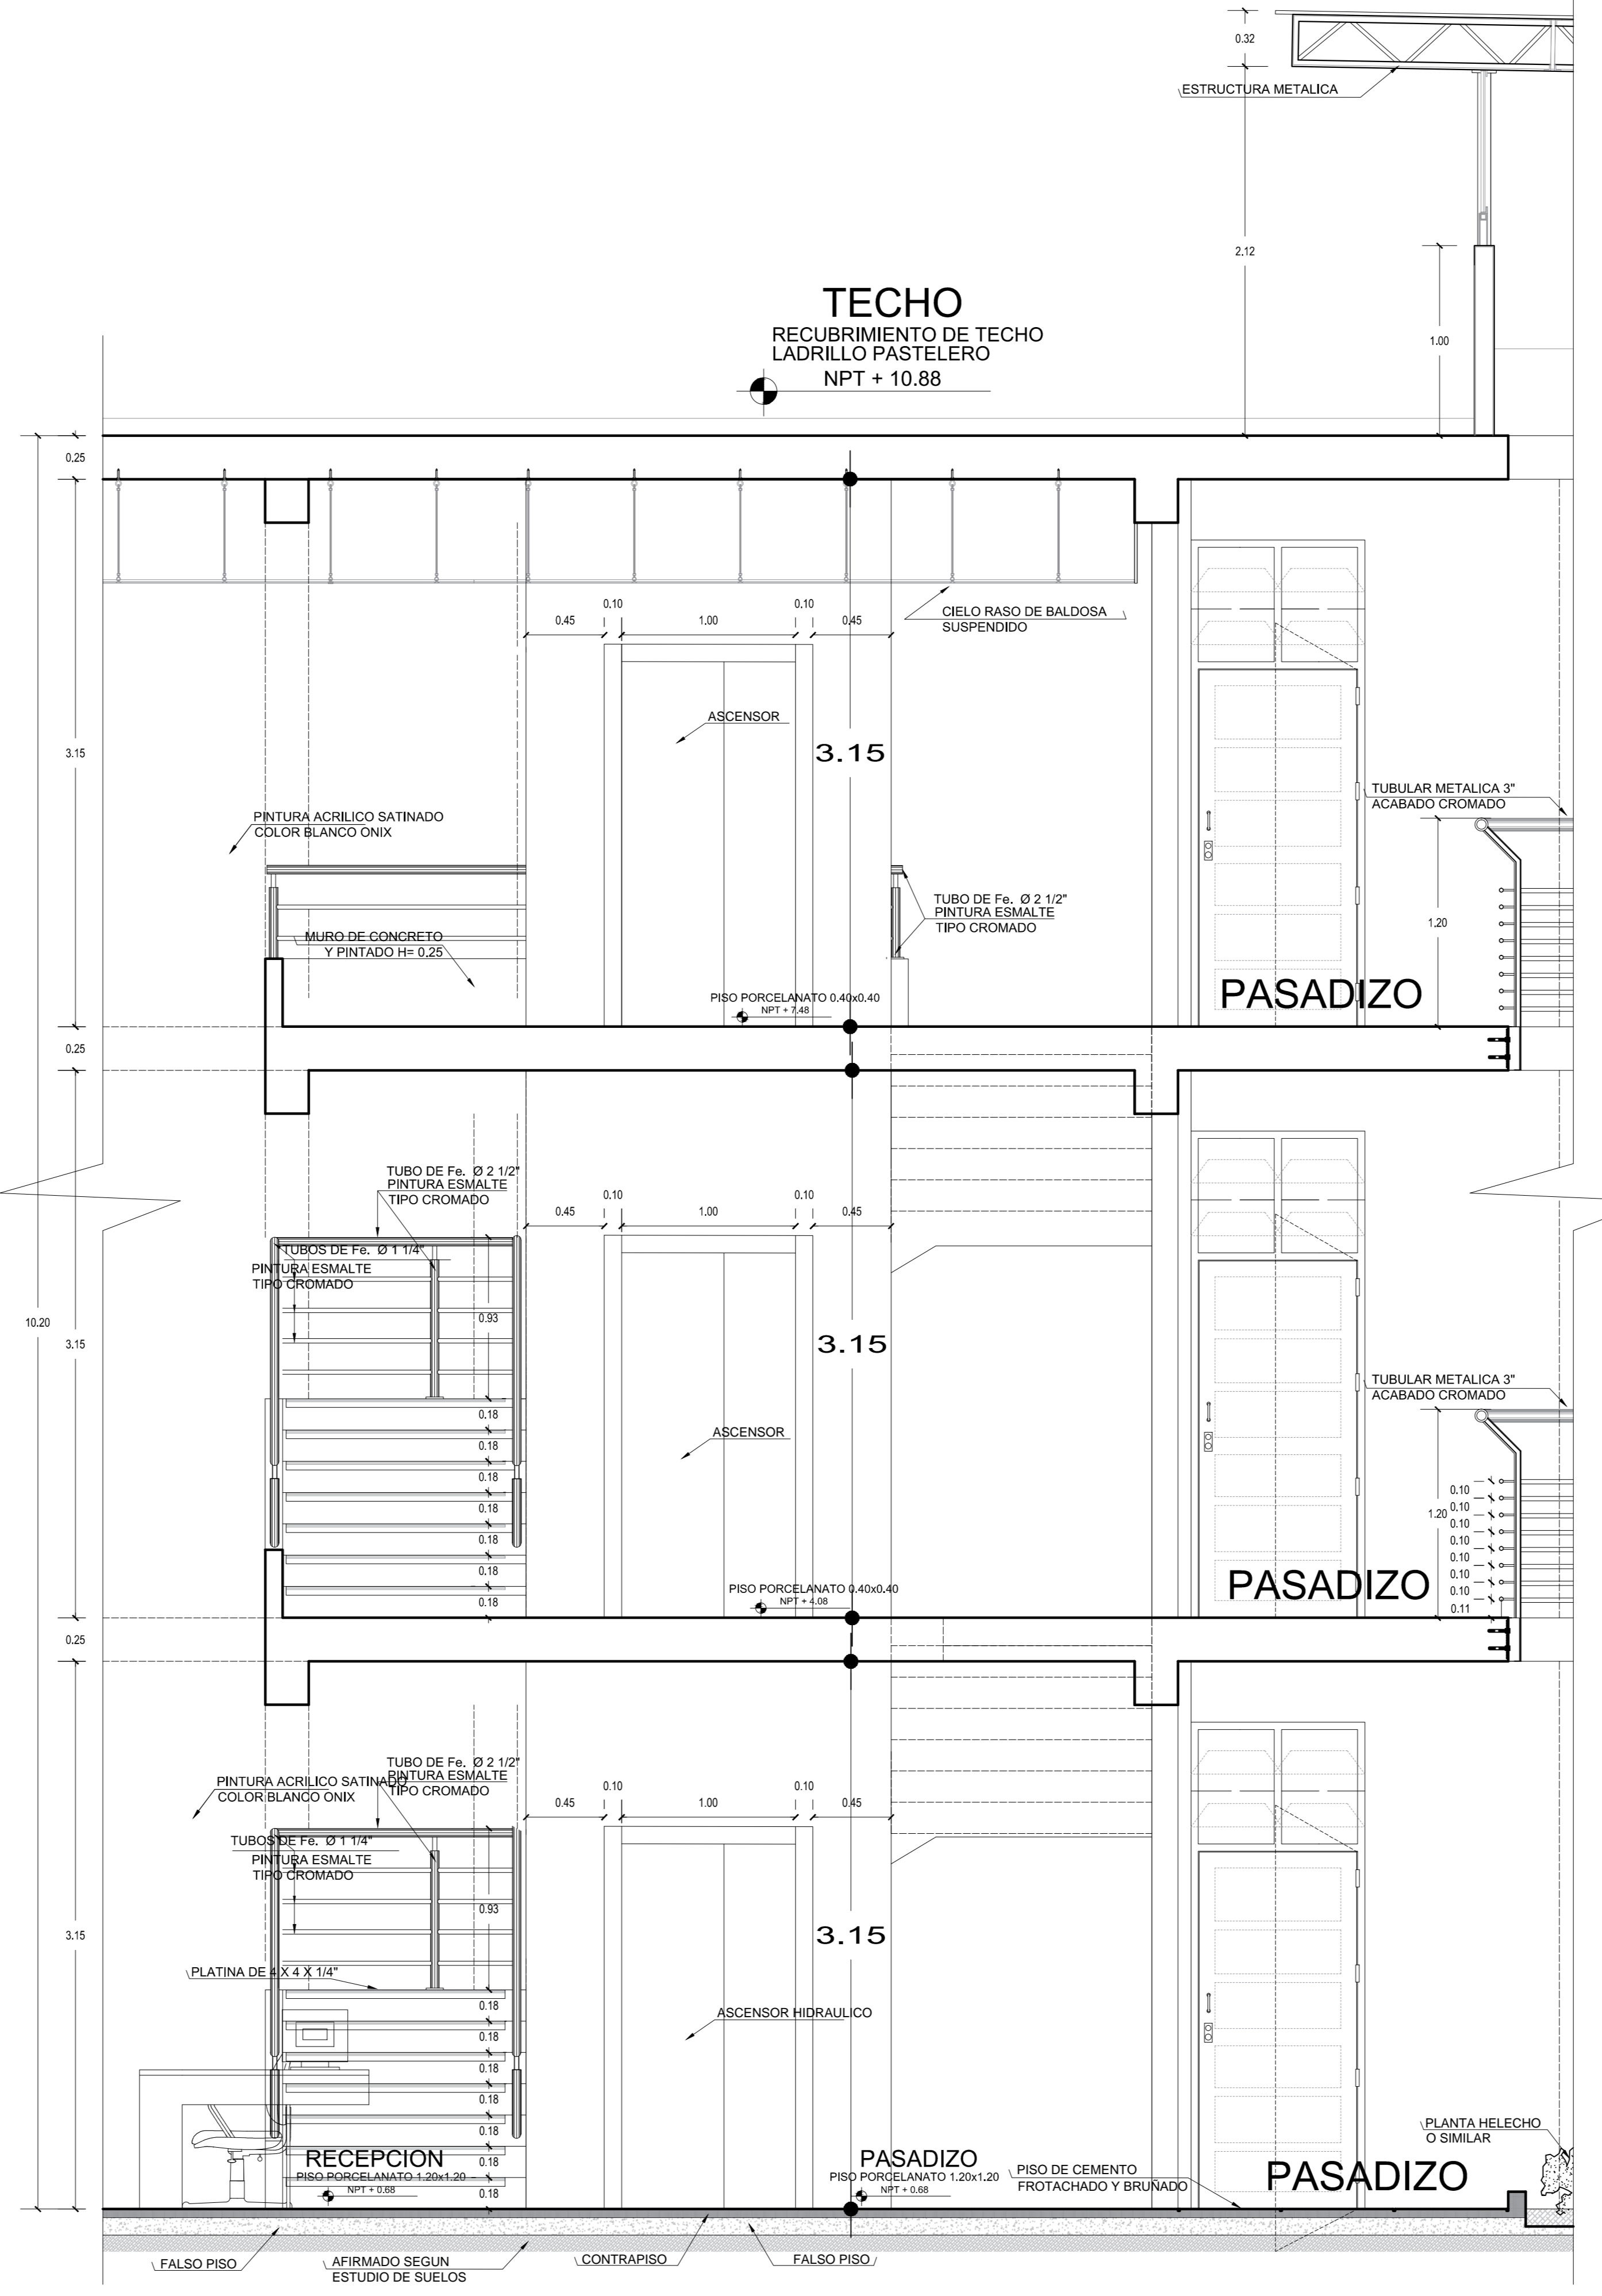 0.32
ESTRUCTURA METALICA
2.12
1.00
TECHO
RECUBRIMIENTO DE TECHO
LADRILLO PASTELERO
NPT + 10.88
0.25
CIELO RASO DE BALDOSA
SUSPENDIDO
0.45
0.10
1.00
0.10
0.45
ASCENSOR
3.15
3.15
TUBULAR METALICA 3"
ACABADO CROMADO
PINTURA ACRILICO SATINADO
COLOR BLANCO ONIX
TUBO DE Fe. Ø 2 1/2"
PINTURA ESMALTE
TIPO CROMADO
1.20
MURO DE CONCRETO
Y PINTADO H= 0.25
PISO PORCELANATO 0.40x0.40
NPT + 7.48
PASADIZO
0.25
TUBO DE Fe. Ø 2 1/2"
PINTURA ESMALTE
TIPO CROMADO
0.45
0.10
1.00
0.10
0.45
TUBOS DE Fe. Ø 1 1/4"
PINTURA ESMALTE
TIPO CROMADO
0.93
10.20
3.15
3.15
TUBULAR METALICA 3"
ACABADO CROMADO
0.18
0.18
0.18
0.18
0.18
0.18
0.18
ASCENSOR
1.20
0.10
0.10
0.10
0.10
0.10
0.10
0.10
0.11
PISO PORCELANATO 0.40x0.40
NPT + 4.08
PASADIZO
0.25
TUBO DE Fe. Ø 2 1/2"
PINTURA ESMALTE
TIPO CROMADO
PINTURA ACRILICO SATINADO
COLOR BLANCO ONIX
0.45
0.10
1.00
0.10
0.45
TUBOS DE Fe. Ø 1 1/4"
PINTURA ESMALTE
TIPO CROMADO
0.93
3.15
3.15
PLATINA DE 4 X 4 X 1/4"
0.18
0.18
0.18
0.18
0.18
0.18
0.18
ASCENSOR HIDRAULICO
PLANTA HELECHO
O SIMILAR
RECEPCION
PISO PORCELANATO 1.20x1.20
NPT + 0.68
PASADIZO
PISO PORCELANATO 1.20x1.20
NPT + 0.68
PISO DE CEMENTO
FROTACHADO Y BRUÑADO
PASADIZO
FALSO PISO
AFIRMADO SEGUN
ESTUDIO DE SUELOS
CONTRAPISO
FALSO PISO